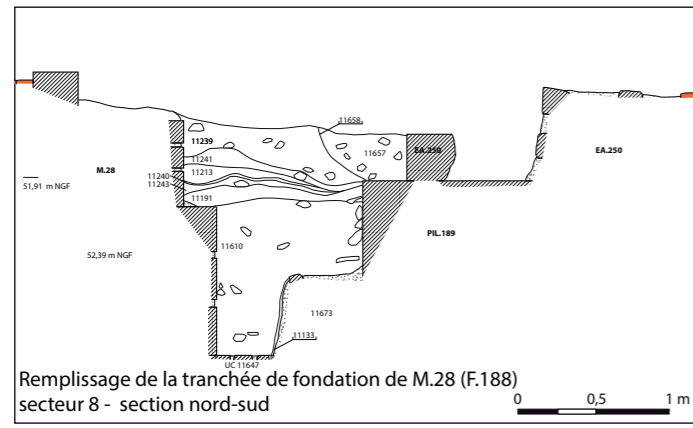 11658
11239
11657
EA.250
EA.250
11241
M.28
11240
11213
11243
51,91 m NGF
11191
PIL.189
11610
52,39 m NGF
11673
11133
UC 11647
Remplissage de la tranchée de fondation de M.28 (F.188)
secteur 8 - section nord-sud
0 0,5 1 m